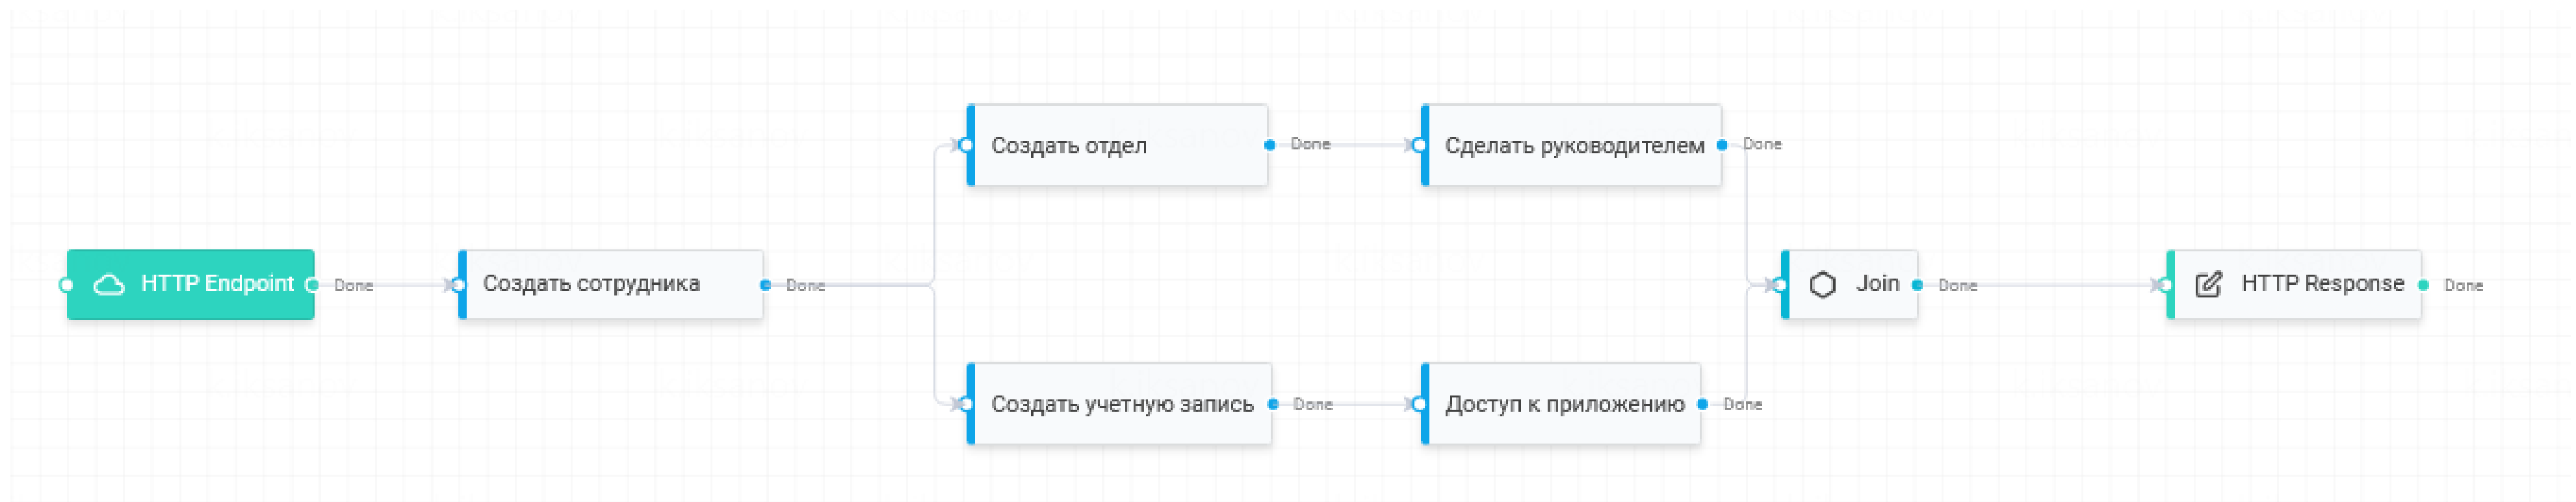 Создать отдел
Done
Сделать руководителем
Done
HTTP Endpoint
Done
Создать сотрудника
Done
Join
Done
HTTP Response
Done
Создать учетную запись
Done
Доступ к приложению
Done